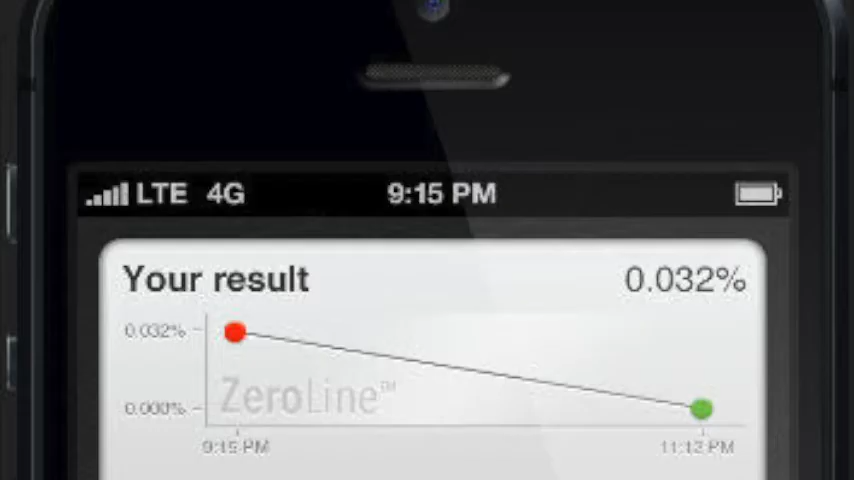 LTE 4G 9:15 PM
Your result 0.032%
0.032%
ZeroLine™
0.000%
9:15 PM 11:12 PM